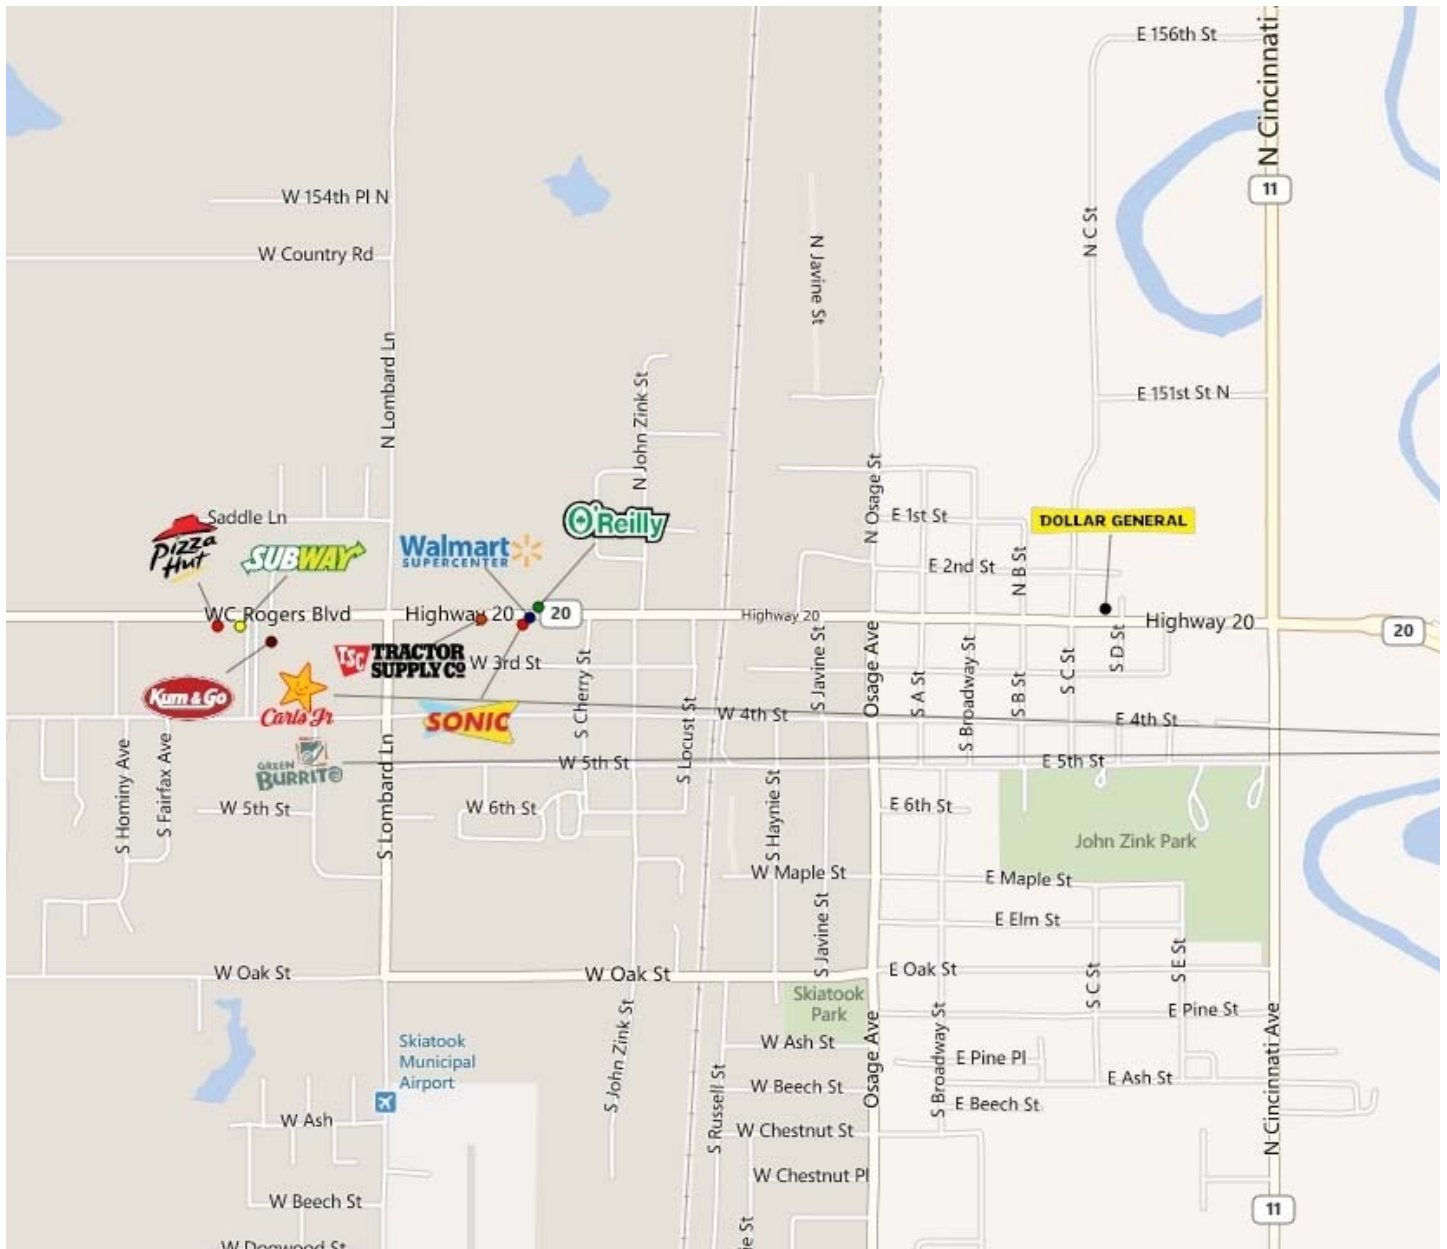 E 156th St
N Cincinnati
11
W 154th Pl N
N C St
W Country Rd
N Javine St
N Lombard Ln
E 151st St N
N John Zink St
N Osage St
Saddle Ln
Pizza
Hut
SUBWAY
Walmart
SUPERCENTER
O'Reilly
E 1st St
DOLLAR GENERAL
E 2nd St
N B St
WC Rogers Blvd
Highway 20
20
Highway 20
Highway 20
20
TSC
TRACTOR
SUPPLY CO
W 3rd St
S Cherry St
S Javine St
Osage Ave
S A St
S Broadway St
S B St
S C St
S D St
Kum & Go
Carls Jr
SONIC
S Locust St
W 4th St
E 4th St
GREEN
BURRITO
S Hominy Ave
S Fairfax Ave
S Lombard Ln
W 5th St
E 5th St
W 5th St
W 6th St
S Haynie St
E 6th St
John Zink Park
W Maple St
E Maple St
S Javine St
E Elm St
W Oak St
W Oak St
E Oak St
S C St
S E St
Skiatook
Park
E Pine St
Skiatook
Municipal
Airport
S John Zink St
W Ash St
Osage Ave
S Broadway St
E Pine Pl
N Cincinnati Ave
S Russell St
W Beech St
E Ash St
E Beech St
W Ash
W Chestnut St
W Chestnut Pl
W Beech St
11
ie St
W Dogwood St